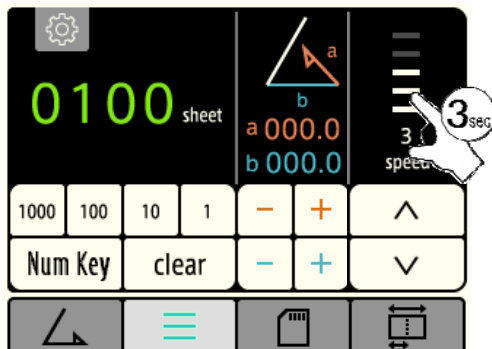 0100 sheet
a
b
a 000.0
b 000.0
3
speed
3sec.
1000 100 10 1 − +
Num Key clear − +